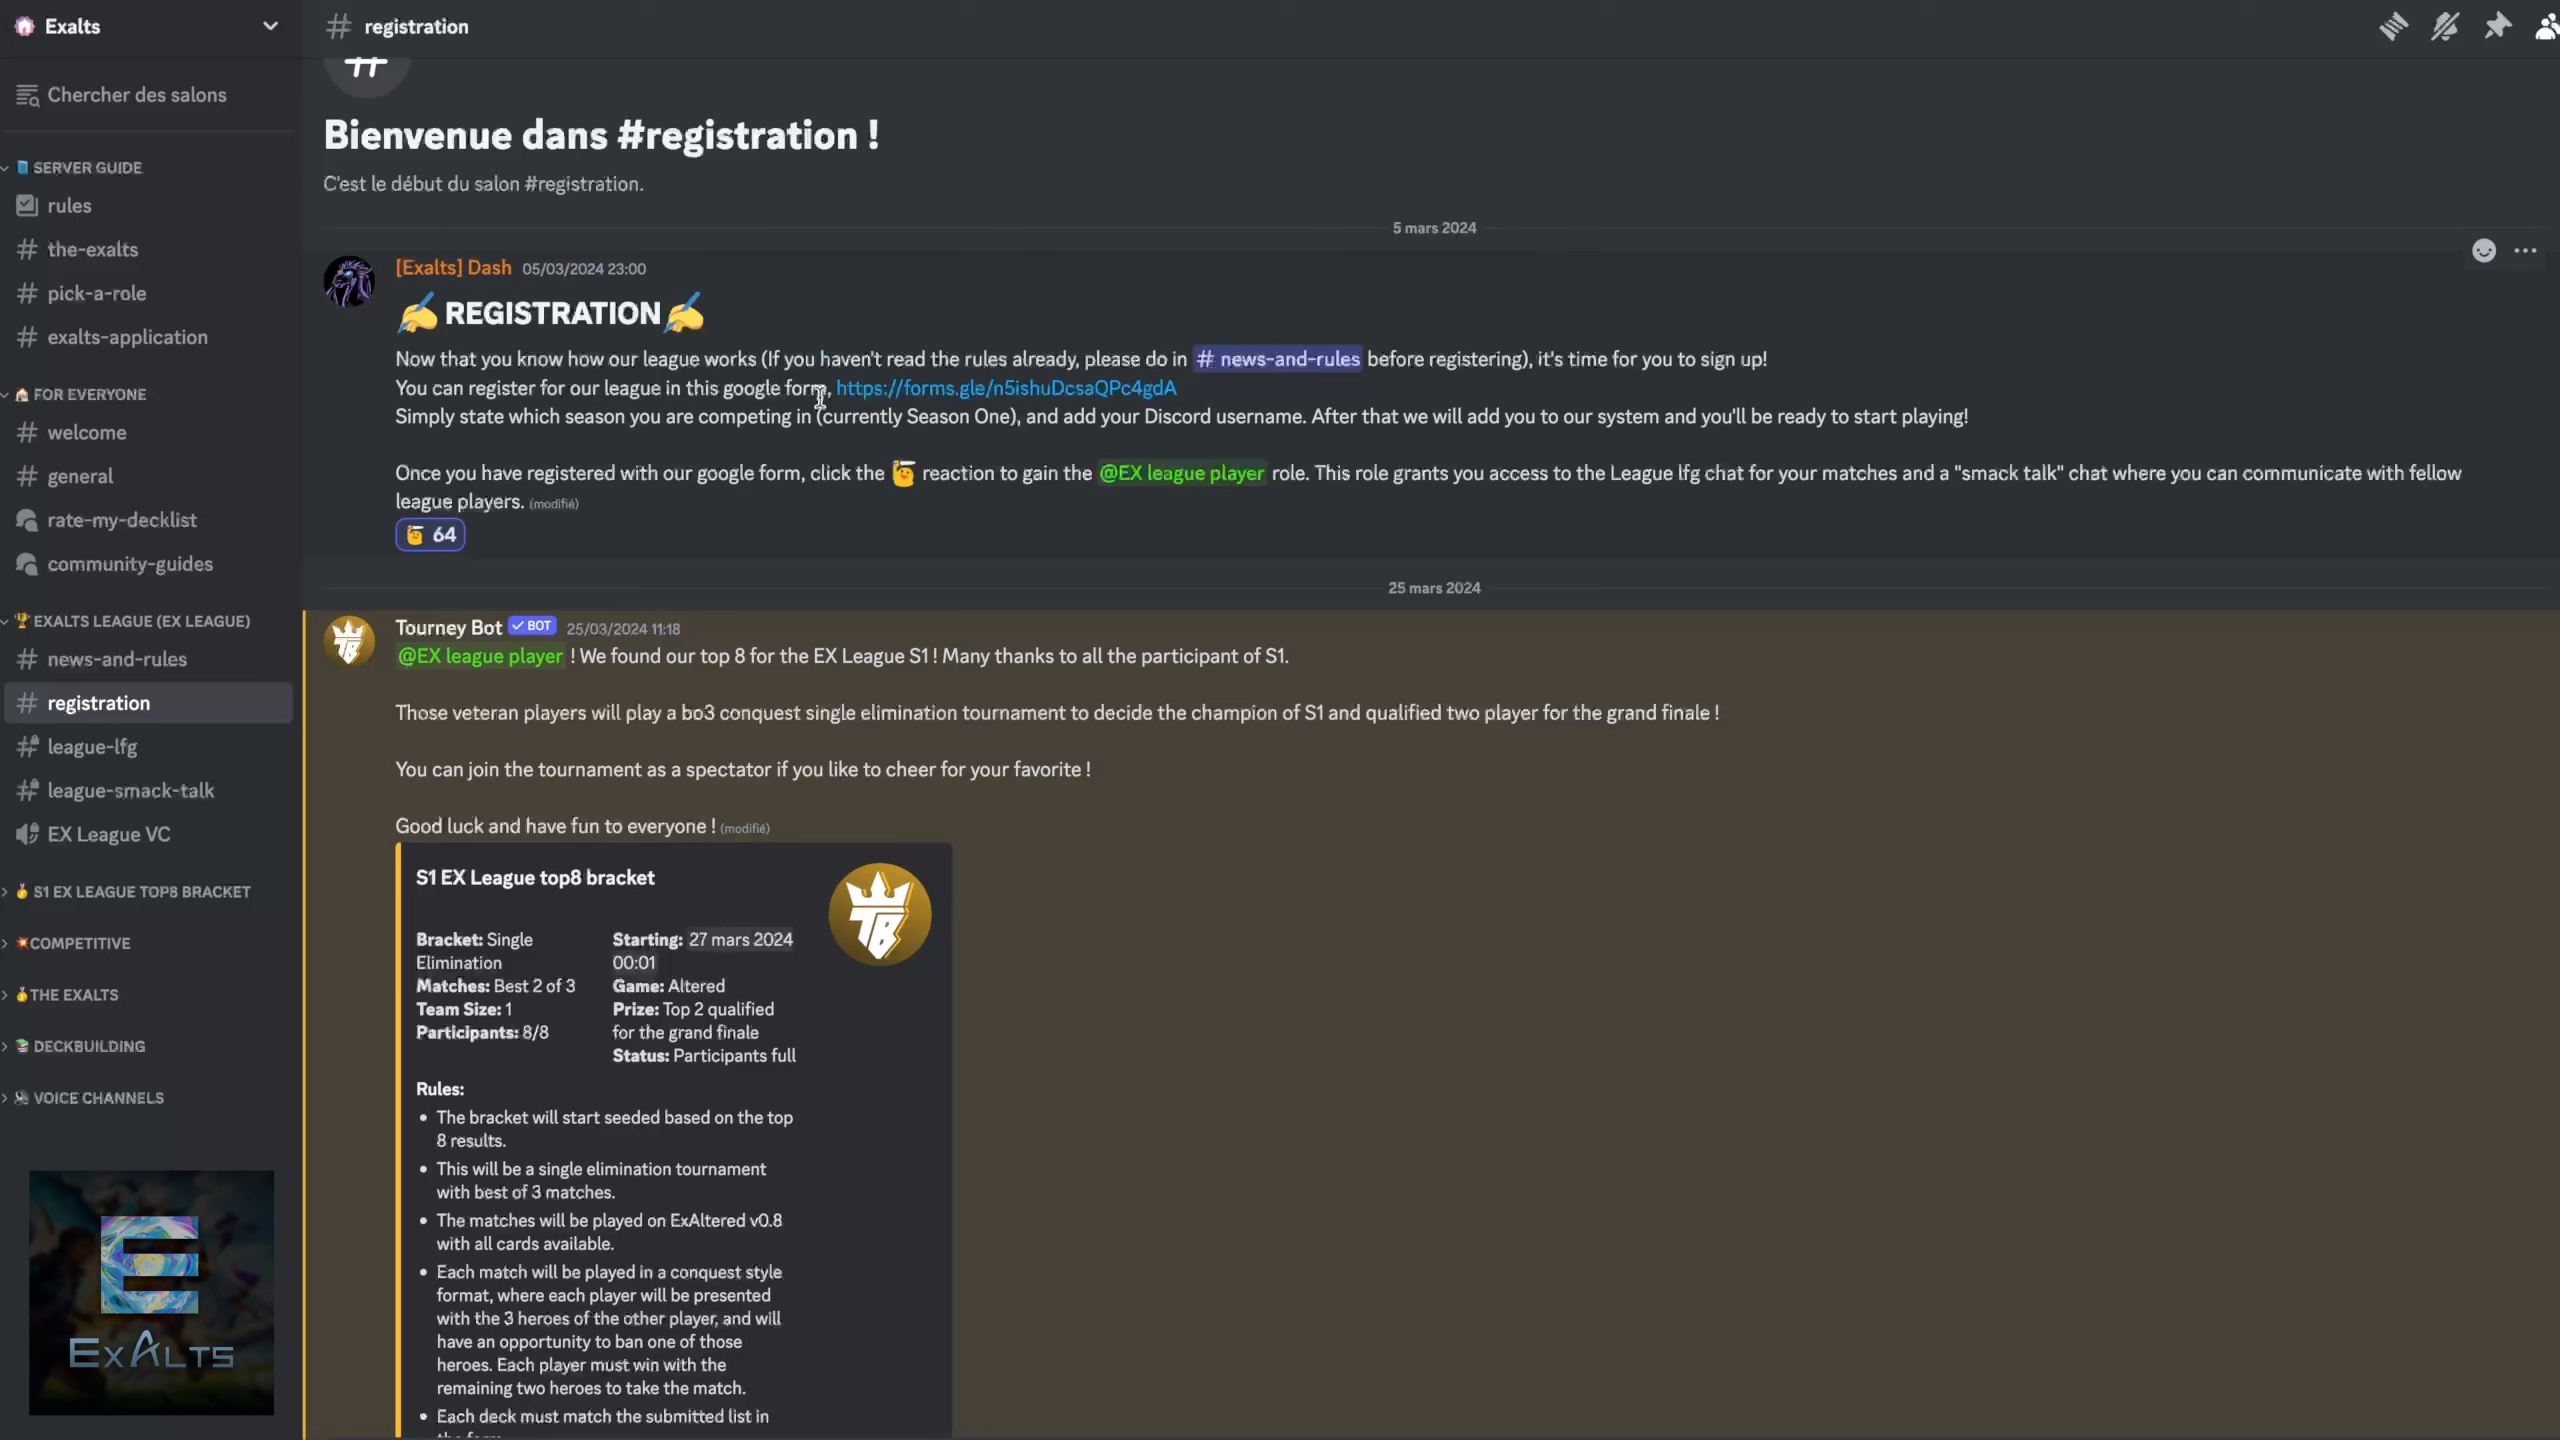 Exalts
# registration
Chercher des salons
Bienvenue dans #registration !
C'est le début du salon #registration.
SERVER GUIDE
rules
the-exalts
pick-a-role
exalts-application
FOR EVERYONE
welcome
general
rate-my-decklist
community-guides
EXALTS LEAGUE (EX LEAGUE)
news-and-rules
registration
league-lfg
league-smack-talk
EX League VC
S1 EX LEAGUE TOP8 BRACKET
COMPETITIVE
THE EXALTS
DECKBUILDING
VOICE CHANNELS
EXALTS
5 mars 2024
[Exalts] Dash 05/03/2024 23:00
✍️ REGISTRATION ✍️
Now that you know how our league works (If you haven't read the rules already, please do in # news-and-rules before registering), it's time for you to sign up!
You can register for our league in this google form, https://forms.gle/n5ishuDcsaQPc4gdA
Simply state which season you are competing in (currently Season One), and add your Discord username. After that we will add you to our system and you'll be ready to start playing!
Once you have registered with our google form, click the reaction to gain the @EX league player role. This role grants you access to the League lfg chat for your matches and a "smack talk" chat where you can communicate with fellow
league players. (modifié)
64
25 mars 2024
Tourney Bot BOT 25/03/2024 11:18
@EX league player ! We found our top 8 for the EX League S1 ! Many thanks to all the participant of S1.
Those veteran players will play a bo3 conquest single elimination tournament to decide the champion of S1 and qualified two player for the grand finale !
You can join the tournament as a spectator if you like to cheer for your favorite !
Good luck and have fun to everyone ! (modifié)
S1 EX League top8 bracket
TB
Bracket: Single
Elimination
Matches: Best 2 of 3
Team Size: 1
Participants: 8/8
Starting: 27 mars 2024
00:01
Game: Altered
Prize: Top 2 qualified
for the grand finale
Status: Participants full
Rules:
• The bracket will start seeded based on the top
8 results.
• This will be a single elimination tournament
with best of 3 matches.
• The matches will be played on ExAltered v0.8
with all cards available.
• Each match will be played in a conquest style
format, where each player will be presented
with the 3 heroes of the other player, and will
have an opportunity to ban one of those
heroes. Each player must win with the
remaining two heroes to take the match.
• Each deck must match the submitted list in